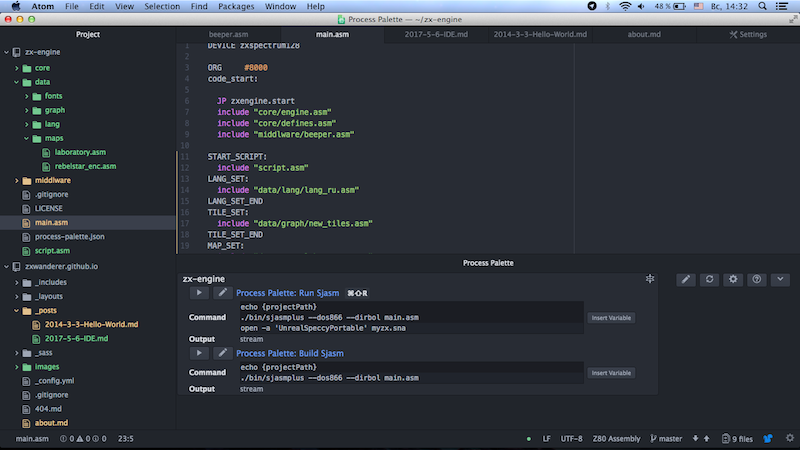 Atom File Edit View Selection Find Packages Window Help 48 % Вс, 14:32
Process Palette — ~/zx-engine
Project
beeper.asm main.asm 2017-5-6-IDE.md 2014-3-3-Hello-World.md about.md Settings
zx-engine
core
data
fonts
graph
lang
maps
laboratory.asm
rebelstar_enc.asm
middlware
.gitignore
LICENSE
main.asm
process-palette.json
script.asm
zxwanderer.github.io
_includes
_layouts
_posts
2014-3-3-Hello-World.md
2017-5-6-IDE.md
_sass
images
_config.yml
.gitignore
404.md
about.md
1 DEVICE zxspectrum128
2
3 ORG #8000
4 code_start:
5
6 JP zxengine.start
7 include "core/engine.asm"
8 include "core/defines.asm"
9 include "middlware/beeper.asm"
10
11 START_SCRIPT:
12 include "script.asm"
13 LANG_SET:
14 include "data/lang/lang_ru.asm"
15 LANG_SET_END
16 TILE_SET:
17 include "data/graph/new_tiles.asm"
18 TILE_SET_END
19 MAP_SET:
Process Palette
zx-engine
Process Palette: Run Sjasm ⌘⇧R
Command
echo {projectPath}
./bin/sjasmplus --dos866 --dirbol main.asm
open -a 'UnrealSpeccyPortable' myzx.sna
Insert Variable
Output stream
Process Palette: Build Sjasm
Command
echo {projectPath}
./bin/sjasmplus --dos866 --dirbol main.asm
Insert Variable
Output stream
main.asm 0 0 0 23:5 LF UTF-8 Z80 Assembly master 9 files